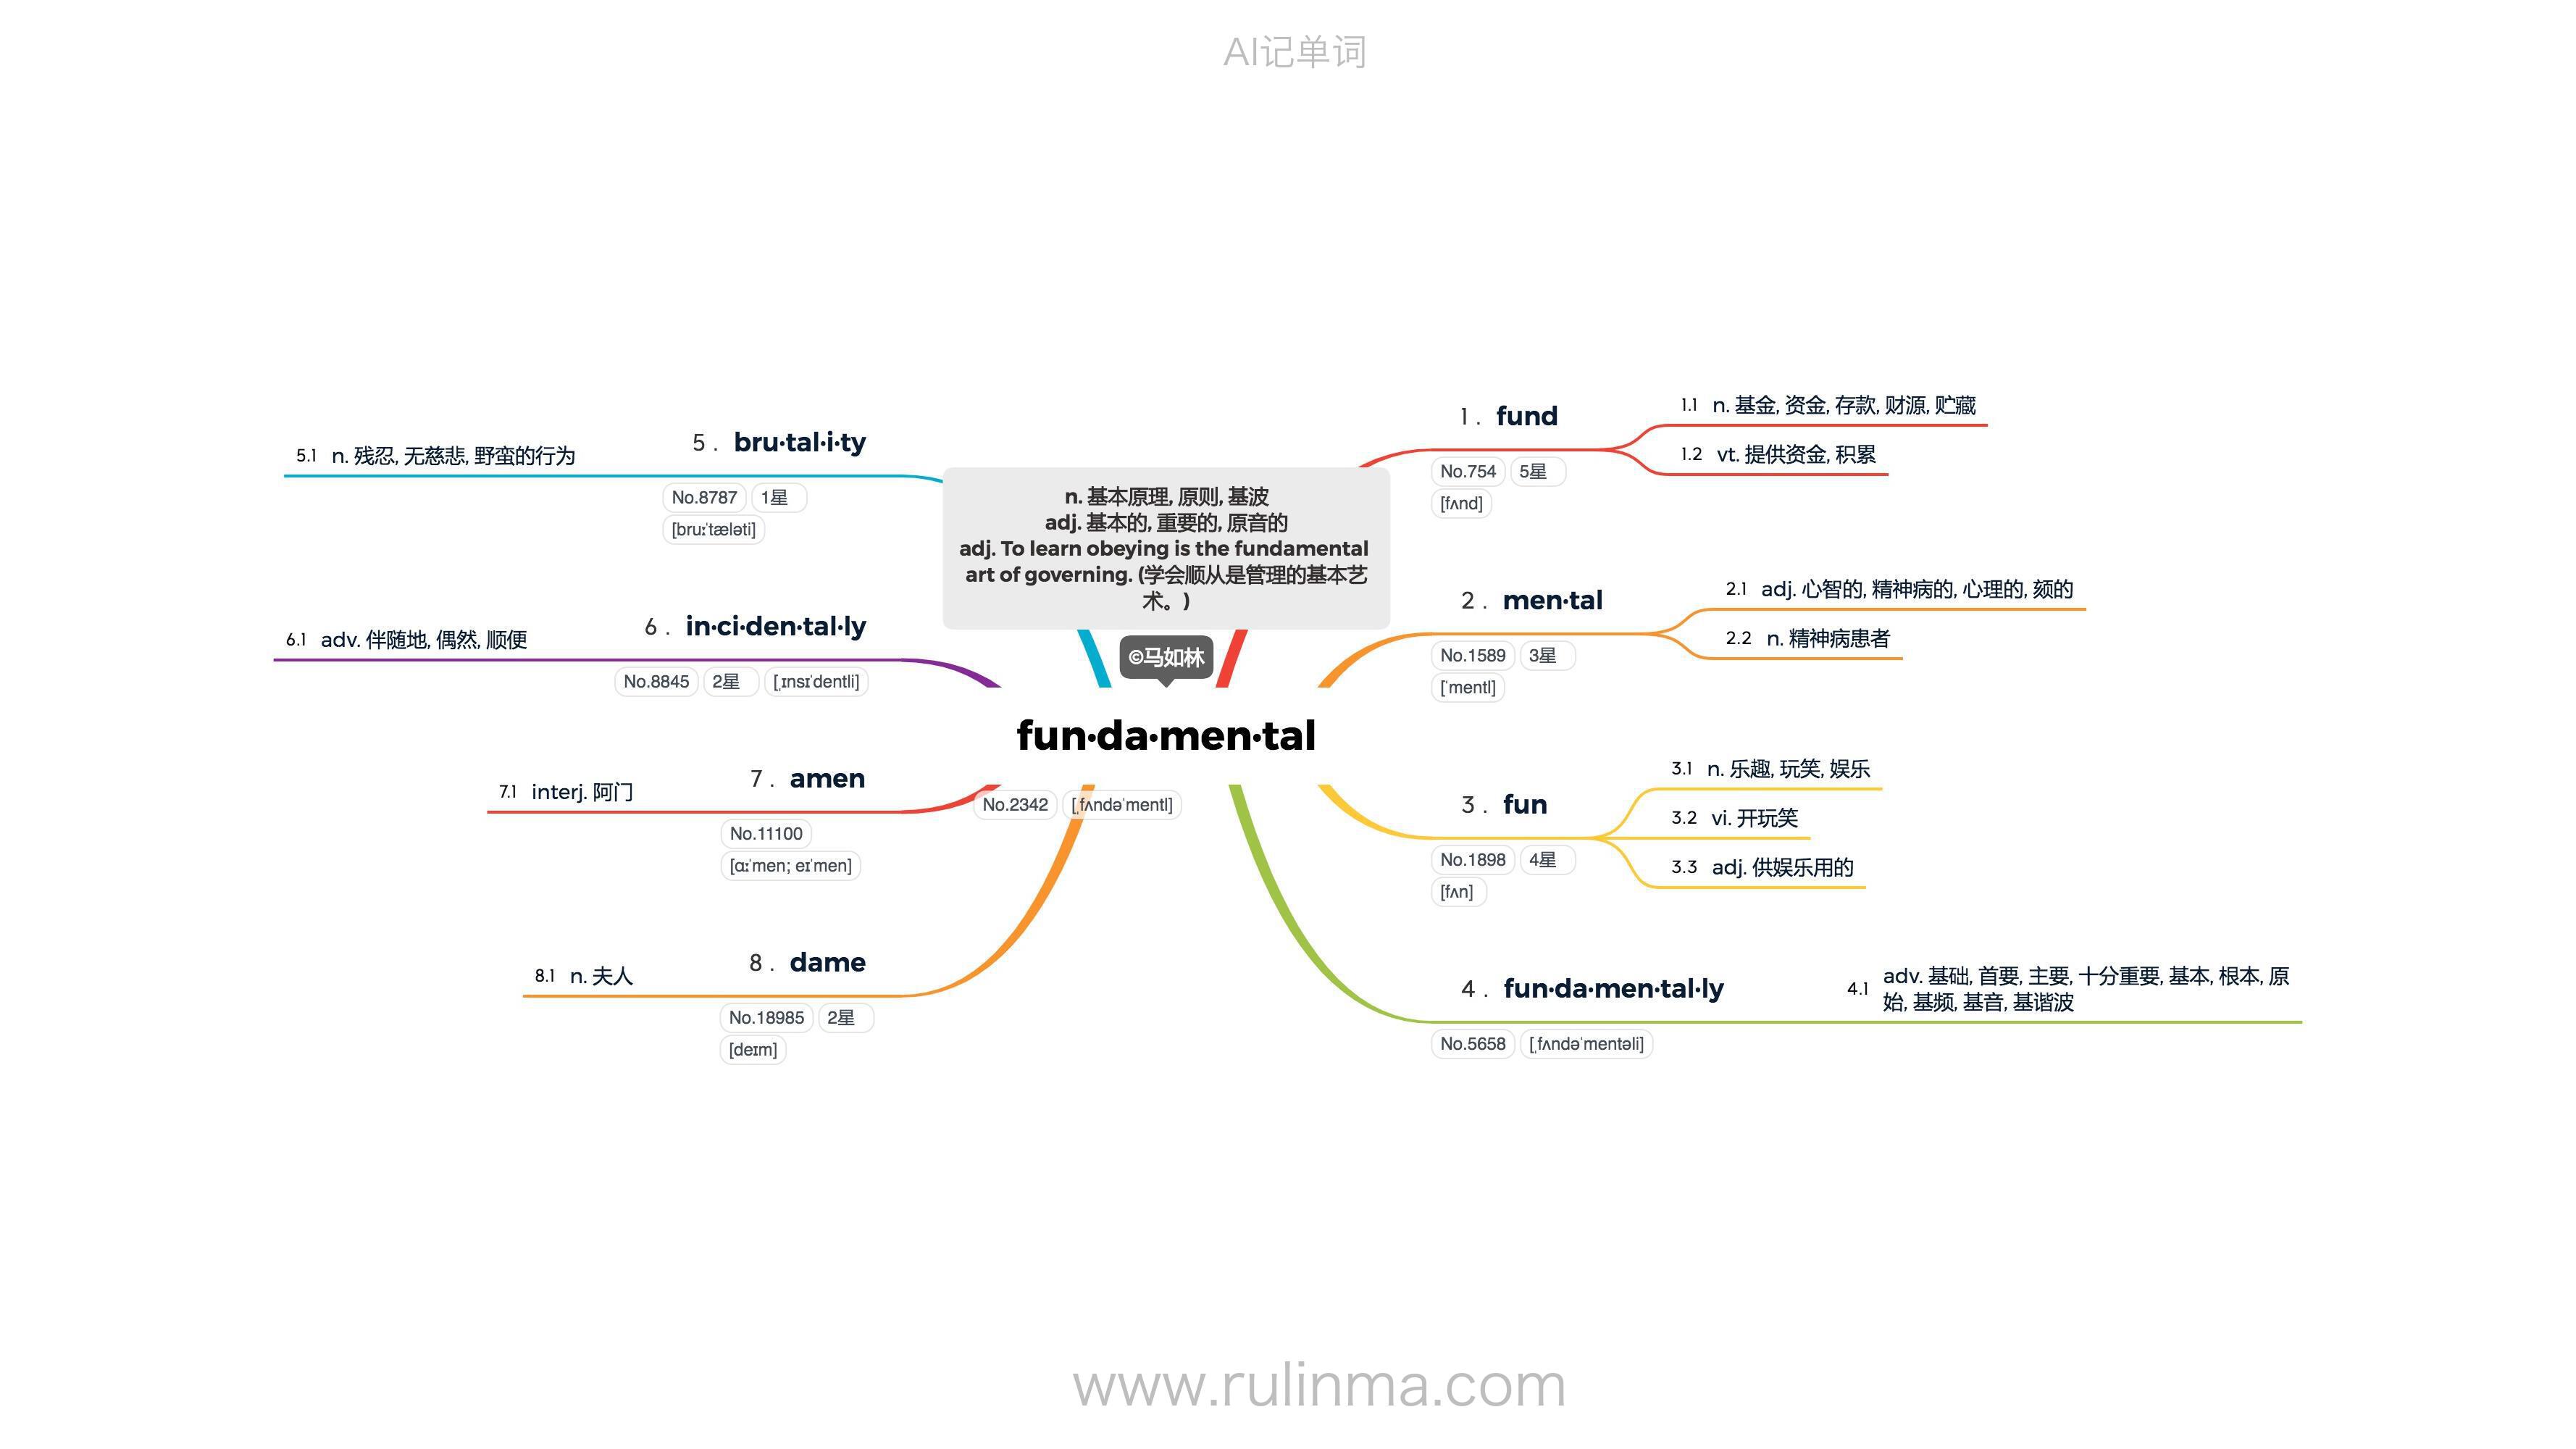 AI记单词
n. 基本原理, 原则, 基波
adj. 基本的, 重要的, 原音的
adj. To learn obeying is the fundamental
art of governing. (学会顺从是管理的基本艺
术。)
©马如林
fun·da·men·tal
No.2342 [ˌfʌndəˈmentl]
1 . fund
No.754 5星
[fʌnd]
1.1 n. 基金, 资金, 存款, 财源, 贮藏
1.2 vt. 提供资金, 积累
2 . men·tal
No.1589 3星
[ˈmentl]
2.1 adj. 心智的, 精神病的, 心理的, 颏的
2.2 n. 精神病患者
3 . fun
No.1898 4星
[fʌn]
3.1 n. 乐趣, 玩笑, 娱乐
3.2 vi. 开玩笑
3.3 adj. 供娱乐用的
4 . fun·da·men·tal·ly
No.5658 [ˌfʌndəˈmentəli]
4.1 adv. 基础, 首要, 主要, 十分重要, 基本, 根本, 原
始, 基频, 基音, 基谐波
5 . bru·tal·i·ty
No.8787 1星
[bruːˈtæləti]
5.1 n. 残忍, 无慈悲, 野蛮的行为
6 . in·ci·den·tal·ly
No.8845 2星 [ˌɪnsɪˈdentli]
6.1 adv. 伴随地, 偶然, 顺便
7 . amen
No.11100
[ɑːˈmen; eɪˈmen]
7.1 interj. 阿门
8 . dame
No.18985 2星
[deɪm]
8.1 n. 夫人
www.rulinma.com